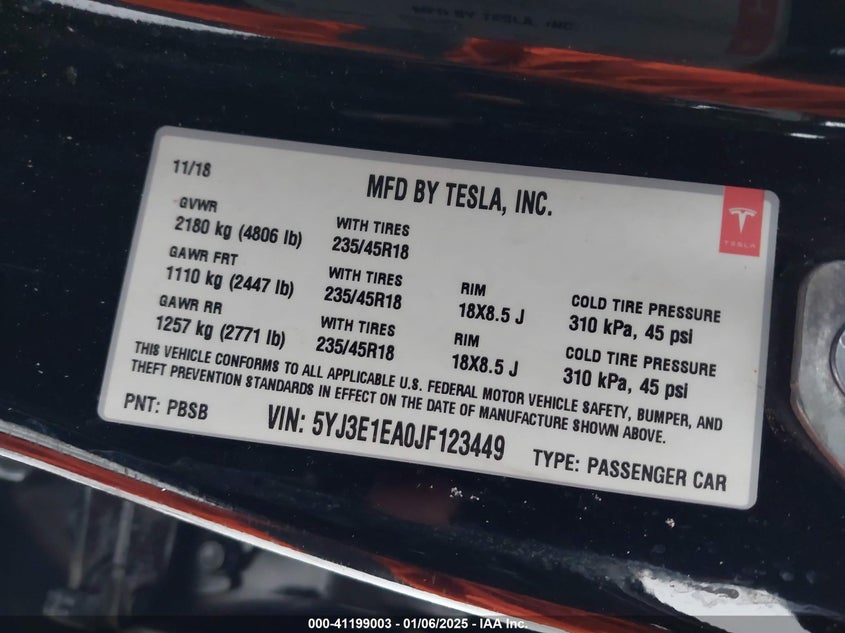 11/18
MFD BY TESLA, INC.
TESLA
GVWR
2180 kg (4806 lb)
WITH TIRES
235/45R18
GAWR FRT
1110 kg (2447 lb)
WITH TIRES
235/45R18
RIM
18X8.5 J
COLD TIRE PRESSURE
310 kPa, 45 psi
GAWR RR
1257 kg (2771 lb)
WITH TIRES
235/45R18
RIM
18X8.5 J
COLD TIRE PRESSURE
310 kPa, 45 psi
THIS VEHICLE CONFORMS TO ALL APPLICABLE U.S. FEDERAL MOTOR VEHICLE SAFETY, BUMPER, AND
THEFT PREVENTION STANDARDS IN EFFECT ON THE DATE OF MANUFACTURE SHOWN ABOVE.
PNT: PBSB
VIN: 5YJ3E1EA0JF123449
TYPE: PASSENGER CAR
000-41199003 - 01/06/2025 - IAA Inc.